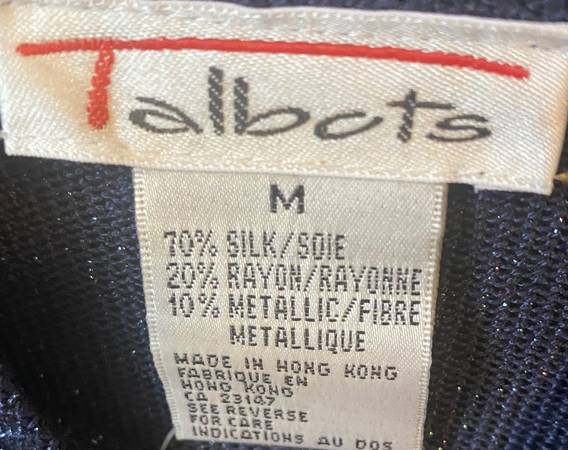 Talbots
M
70% SILK/SOIE
20% RAYON/RAYONNE
10% METALLIC/FIBRE
METALLIQUE
MADE IN HONG KONG
FABRIQUE EN
HONG KONG
CA 23147
SEE REVERSE
FOR CARE
INDICATIONS AU DOS